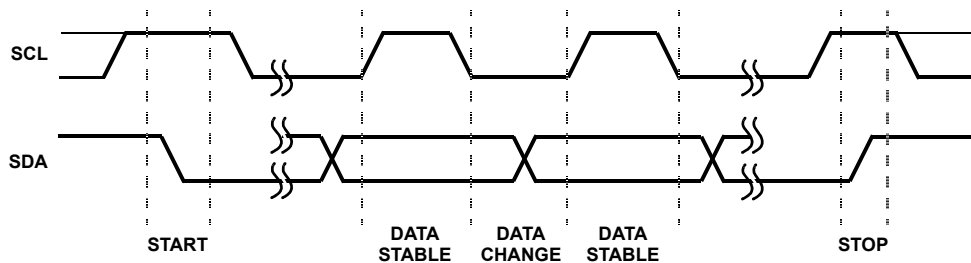 SCL
SDA
START
DATA
STABLE
DATA
CHANGE
DATA
STABLE
STOP